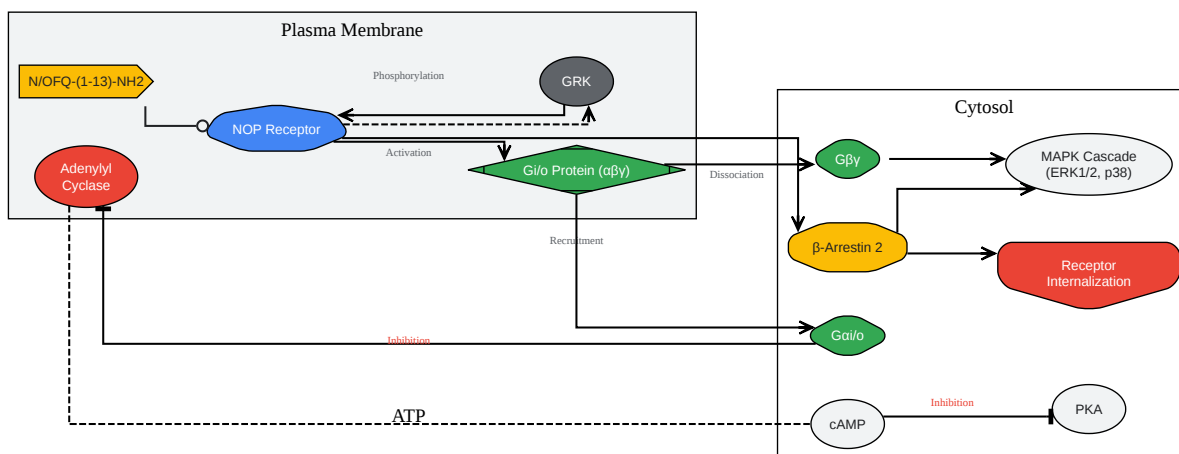 Plasma Membrane
N/OFQ-(1-13)-NH2
Phosphorylation
GRK
NOP Receptor
Activation
Adenylyl
Cyclase
Gi/o Protein (αβγ)
Dissociation
Recruitment
Cytosol
Gβγ
MAPK Cascade
(ERK1/2, p38)
β-Arrestin 2
Receptor
Internalization
Gαi/o
Inhibition
ATP
cAMP
Inhibition
PKA